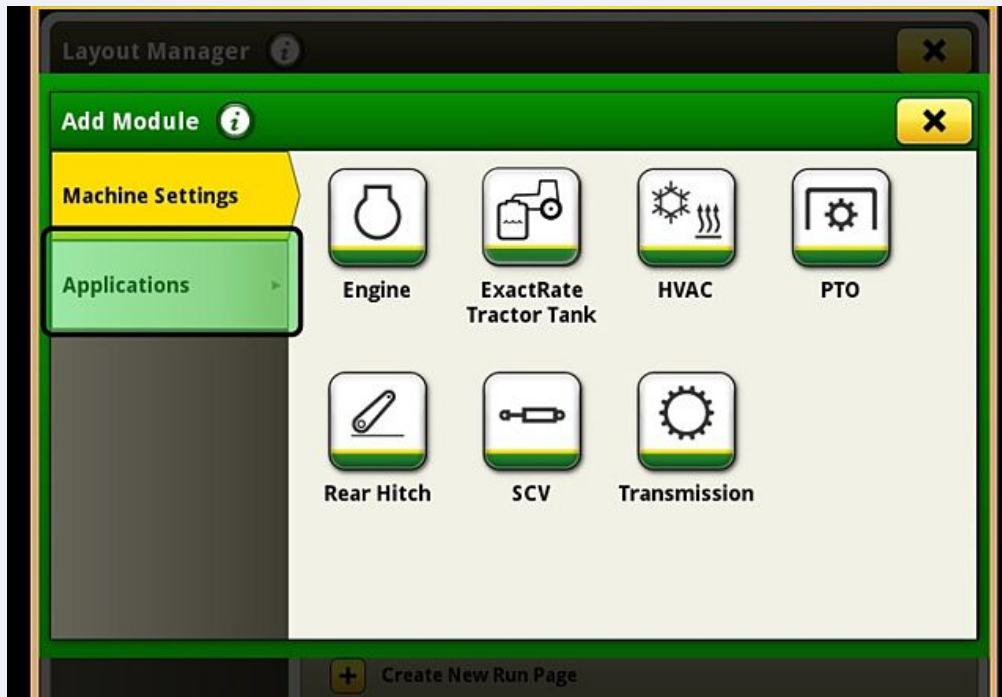 Layout Manager
Add Module
Machine Settings
Applications
Engine
ExactRate
Tractor Tank
HVAC
PTO
Rear Hitch
SCV
Transmission
Create New Run Page